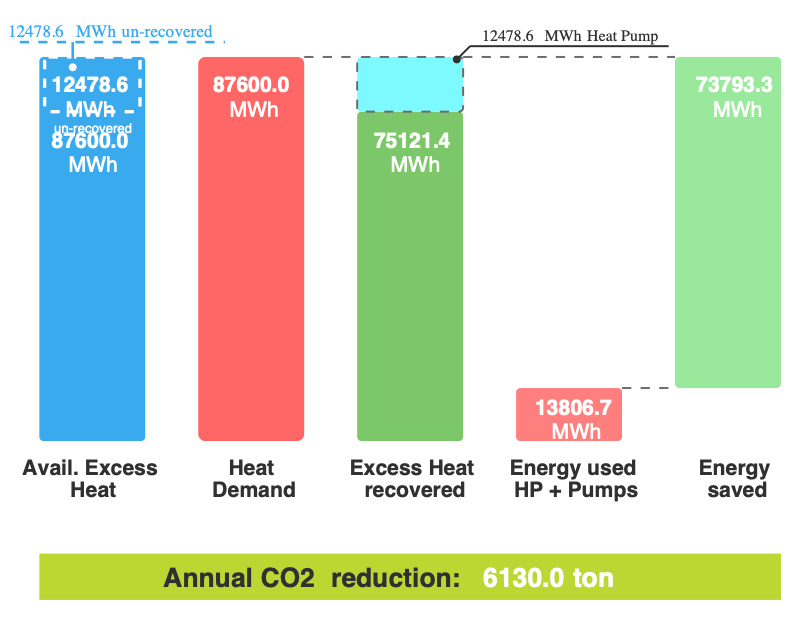 12478.6 MWh un-recovered
12478.6 MWh Heat Pump
12478.6
MWh
un-recovered
87600.0
MWh
87600.0
MWh
75121.4
MWh
13806.7
MWh
73793.3
MWh
Avail. Excess
Heat
Heat
Demand
Excess Heat
recovered
Energy used
HP + Pumps
Energy
saved
Annual CO2 reduction: 6130.0 ton